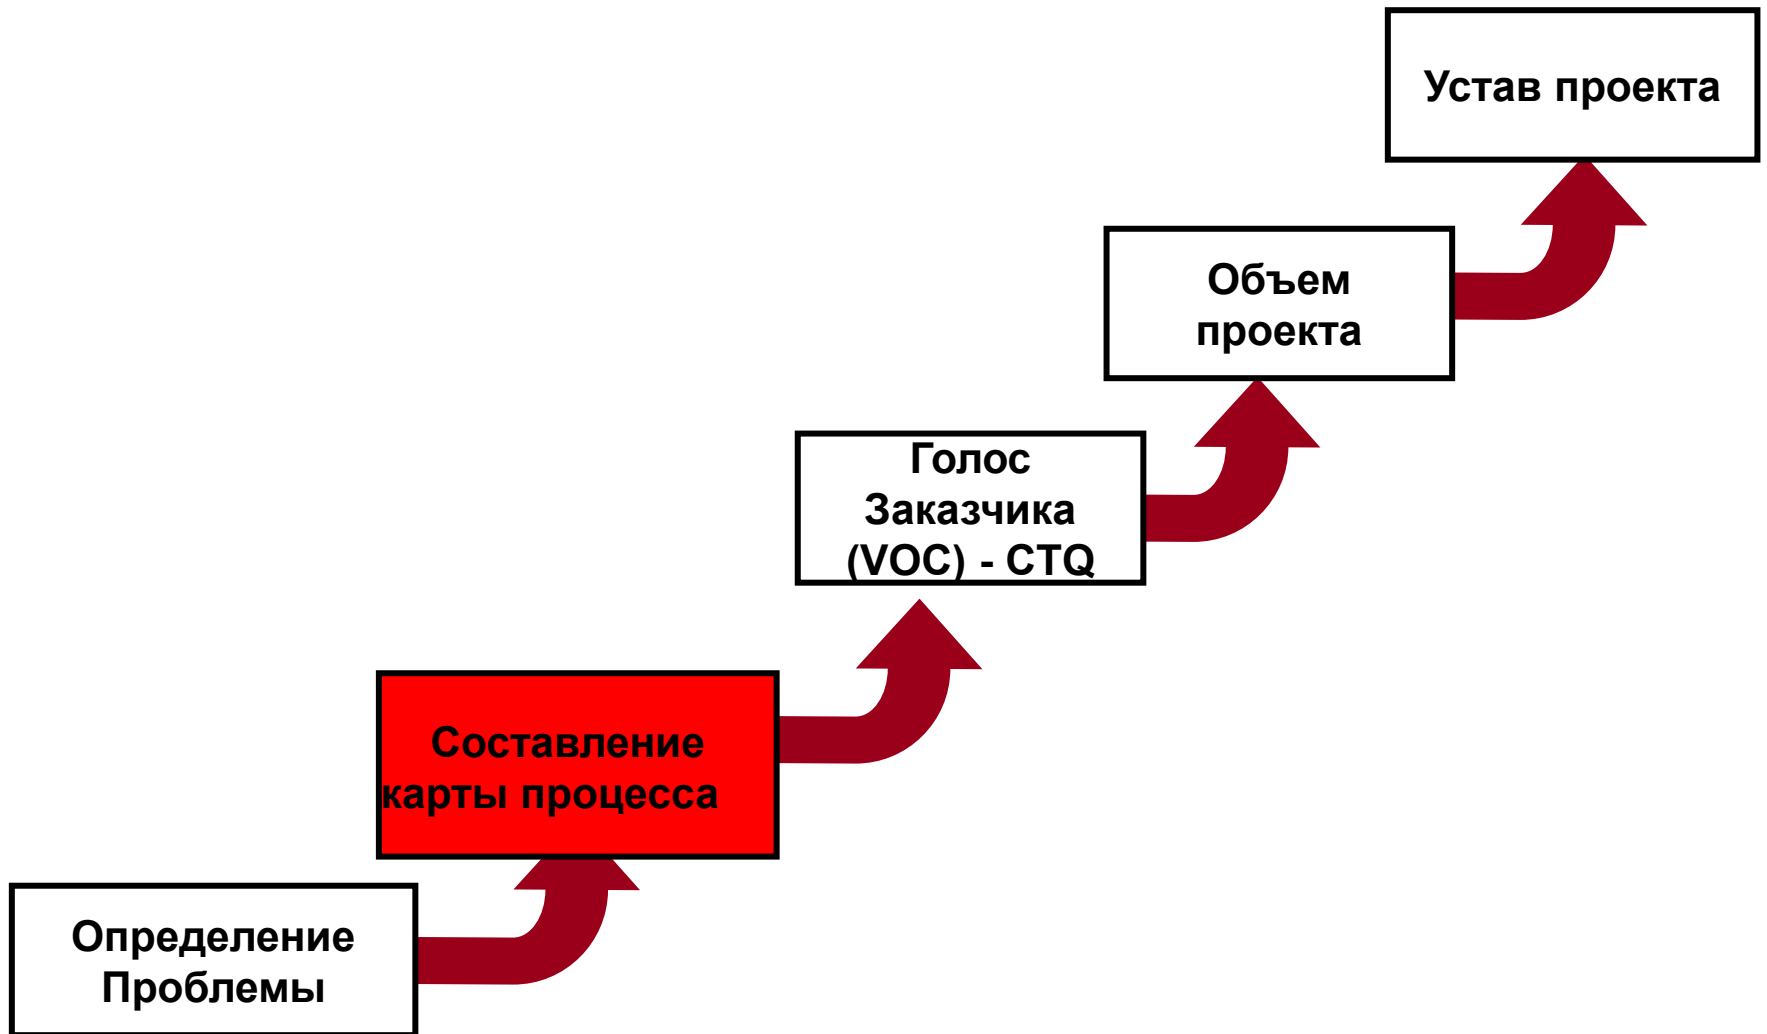 Устав проекта
Объем
проекта
Голос
Заказчика
(VOC) - CTQ
Составление
карты процесса
Определение
Проблемы